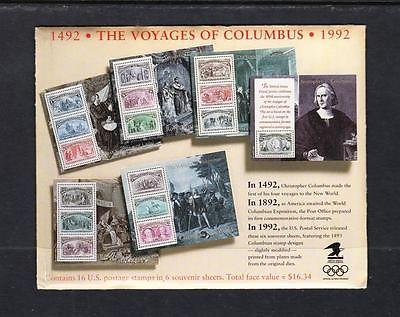 1492 • THE VOYAGES OF COLUMBUS • 1992
In 1492, Christopher Columbus made the
first of his four voyages to the New World.
In 1892, as America awaited the World
Columbian Exposition, the Post Office prepared
its first commemorative-format stamps.
In 1992, the U.S. Postal Service released
these six souvenir sheets, featuring the 1893
Columbian stamp designs
– slightly modified –
printed from plates made
from the original dies.
Contains 16 U.S. postage stamps in 6 souvenir sheets. Total face value = $16.34